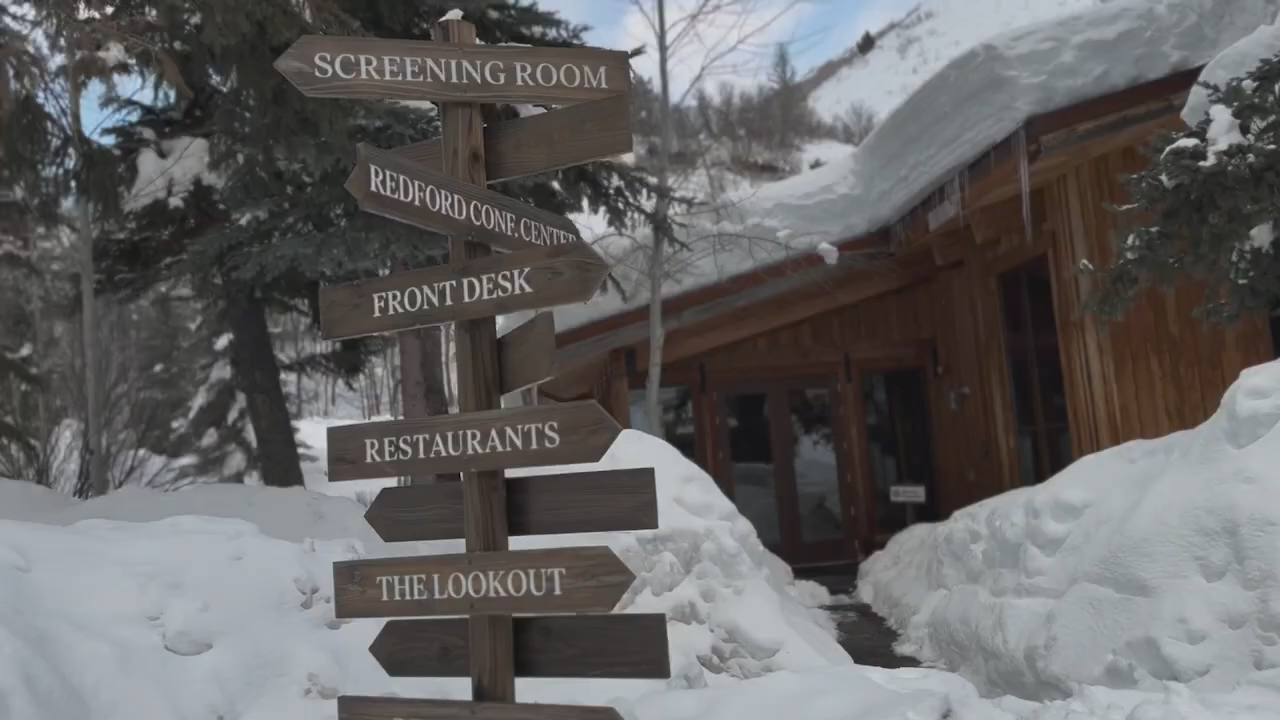 SCREENING ROOM
REDFORD CONF. CENTER
FRONT DESK
RESTAURANTS
THE LOOKOUT